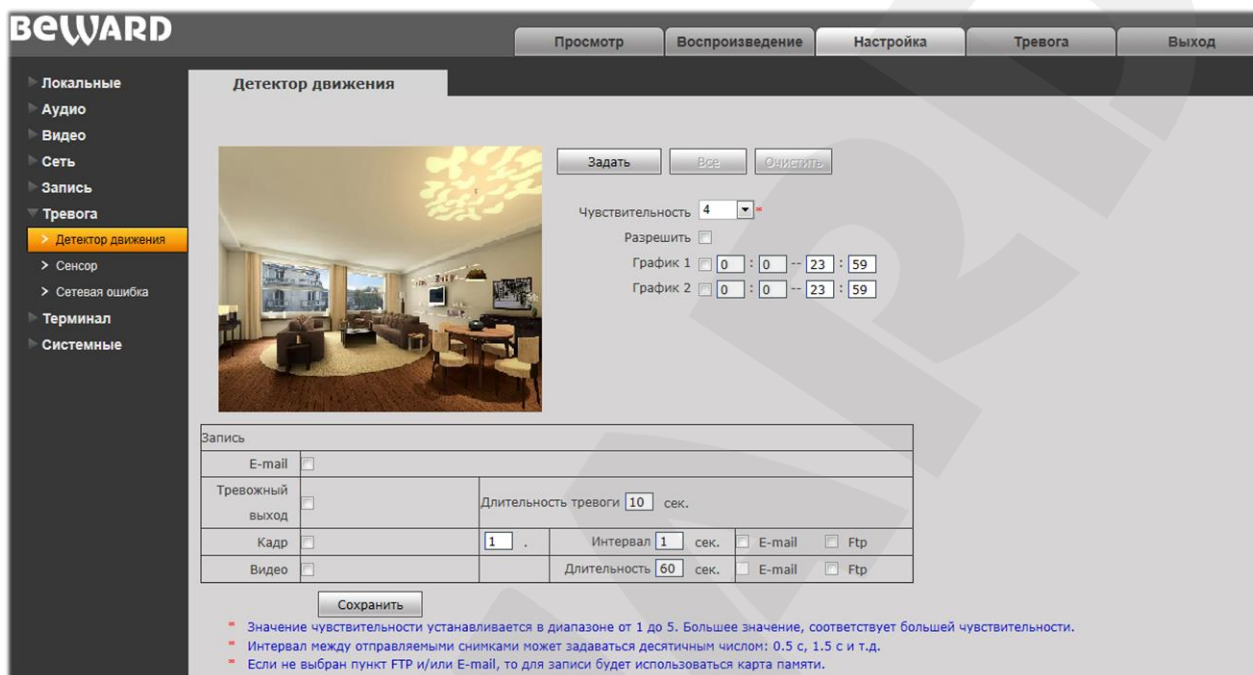 BEWARD
Просмотр Воспроизведение Настройка Тревога Выход
Локальные
Аудио
Видео
Сеть
Запись
Тревога
> Детектор движения
> Сенсор
> Сетевая ошибка
Терминал
Системные
Детектор движения
Задать Все Очистить
Чувствительность 4 *
Разрешить
График 1 0 : 0 -- 23 : 59
График 2 0 : 0 -- 23 : 59
Запись
E-mail
Тревожный выход Длительность тревоги 10 сек.
Кадр 1 . Интервал 1 сек. E-mail Ftp
Видео Длительность 60 сек. E-mail Ftp
Сохранить
* Значение чувствительности устанавливается в диапазоне от 1 до 5. Большее значение, соответствует большей чувствительности.
* Интервал между отправляемыми снимками может задаваться десятичным числом: 0.5 с, 1.5 с и т.д.
* Если не выбран пункт FTP и/или E-mail, то для записи будет использоваться карта памяти.